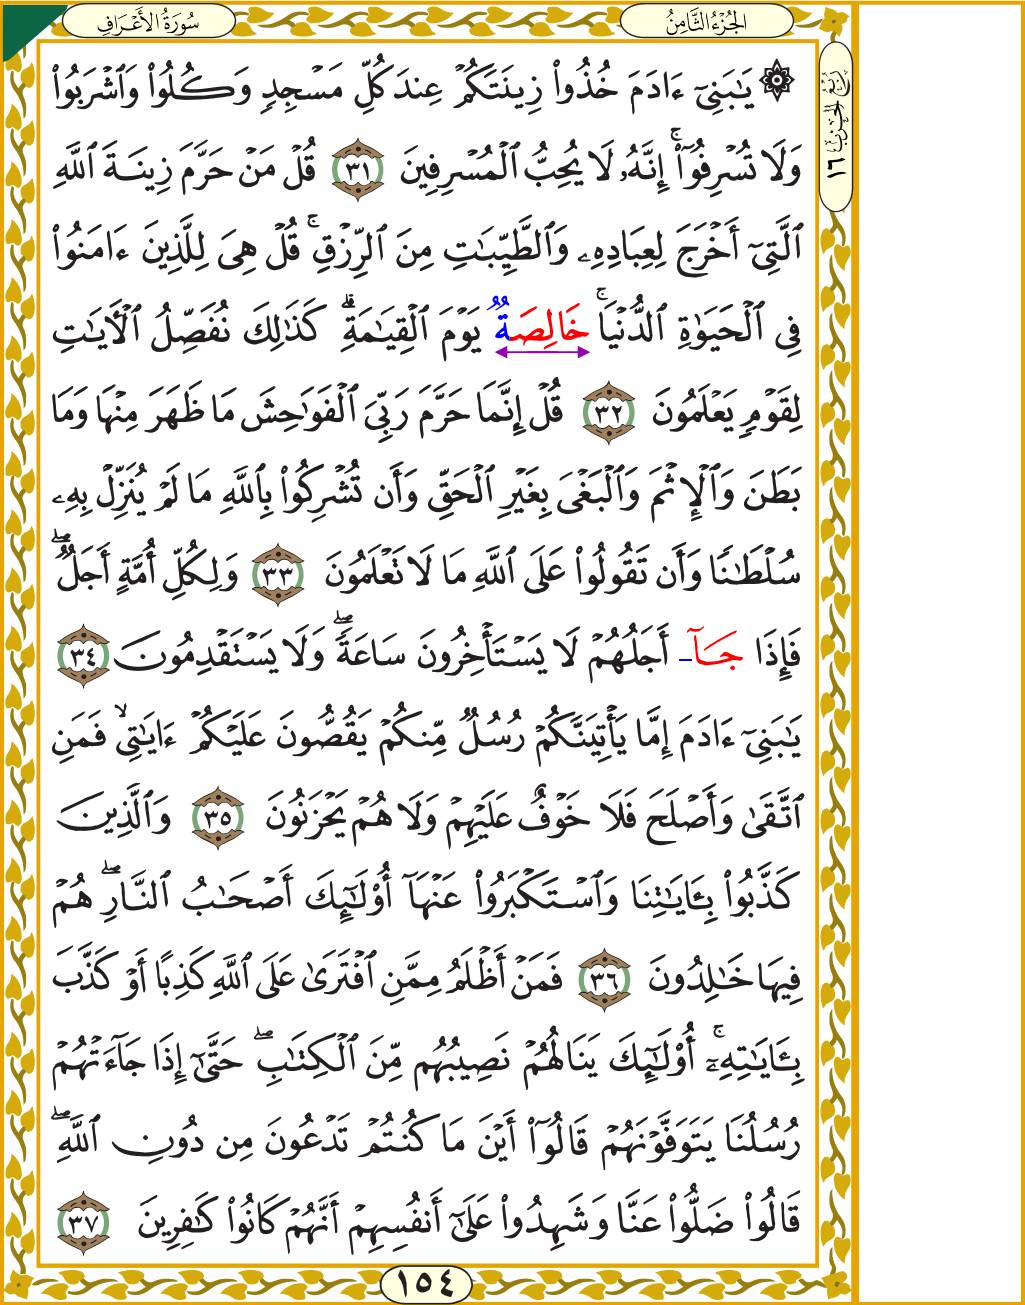 سُورَةُ الأَعْرَافِ
الجُزْءُ الثَّامِنُ
۞ يَٰبَنِيٓ ءَادَمَ خُذُواْ زِينَتَكُمۡ عِندَ كُلِّ مَسۡجِدٖ وَكُلُواْ وَٱشۡرَبُواْ
وَلَا تُسۡرِفُوٓاْۚ إِنَّهُۥ لَا يُحِبُّ ٱلۡمُسۡرِفِينَ ٣١ قُلۡ مَنۡ حَرَّمَ زِينَةَ ٱللَّهِ
ٱلَّتِيٓ أَخۡرَجَ لِعِبَادِهِۦ وَٱلطَّيِّبَٰتِ مِنَ ٱلرِّزۡقِۚ قُلۡ هِيَ لِلَّذِينَ ءَامَنُواْ
فِي ٱلۡحَيَوٰةِ ٱلدُّنۡيَاۚ خَالِصَةٞ يَوۡمَ ٱلۡقِيَٰمَةِۗ كَذَٰلِكَ نُفَصِّلُ ٱلۡأٓيَٰتِ
لِقَوۡمٖ يَعۡلَمُونَ ٣٢ قُلۡ إِنَّمَا حَرَّمَ رَبِّيَ ٱلۡفَوَٰحِشَ مَا ظَهَرَ مِنۡهَا وَمَا
بَطَنَ وَٱلۡإِثۡمَ وَٱلۡبَغۡيَ بِغَيۡرِ ٱلۡحَقِّ وَأَن تُشۡرِكُواْ بِٱللَّهِ مَا لَمۡ يُنَزِّلۡ بِهِۦ
سُلۡطَٰنٗا وَأَن تَقُولُواْ عَلَى ٱللَّهِ مَا لَا تَعۡلَمُونَ ٣٣ وَلِكُلِّ أُمَّةٍ أَجَلٞۖ
فَإِذَا جَآ أَجَلُهُمۡ لَا يَسۡتَأۡخِرُونَ سَاعَةٗۖ وَلَا يَسۡتَقۡدِمُونَ ٣٤
يَٰبَنِيٓ ءَادَمَ إِمَّا يَأۡتِيَنَّكُمۡ رُسُلٞ مِّنكُمۡ يَقُصُّونَ عَلَيۡكُمۡ ءَايَٰتِيۙ فَمَنِ
ٱتَّقَىٰ وَأَصۡلَحَ فَلَا خَوۡفٌ عَلَيۡهِمۡ وَلَا هُمۡ يَحۡزَنُونَ ٣٥ وَٱلَّذِينَ
كَذَّبُواْ بِـَٔايَٰتِنَا وَٱسۡتَكۡبَرُواْ عَنۡهَآ أُوْلَٰٓئِكَ أَصۡحَٰبُ ٱلنَّارِۖ هُمۡ
فِيهَا خَٰلِدُونَ ٣٦ فَمَنۡ أَظۡلَمُ مِمَّنِ ٱفۡتَرَىٰ عَلَى ٱللَّهِ كَذِبًا أَوۡ كَذَّبَ
بِـَٔايَٰتِهِۦٓۚ أُوْلَٰٓئِكَ يَنَالُهُمۡ نَصِيبُهُم مِّنَ ٱلۡكِتَٰبِۖ حَتَّىٰٓ إِذَا جَآءَتۡهُمۡ
رُسُلُنَا يَتَوَفَّوۡنَهُمۡ قَالُوٓاْ أَيۡنَ مَا كُنتُمۡ تَدۡعُونَ مِن دُونِ ٱللَّهِۖ
قَالُواْ ضَلُّواْ عَنَّا وَشَهِدُواْ عَلَىٰٓ أَنفُسِهِمۡ أَنَّهُمۡ كَانُواْ كَٰفِرِينَ ٣٧
رُبع الحِزب ١٦
١٥٤